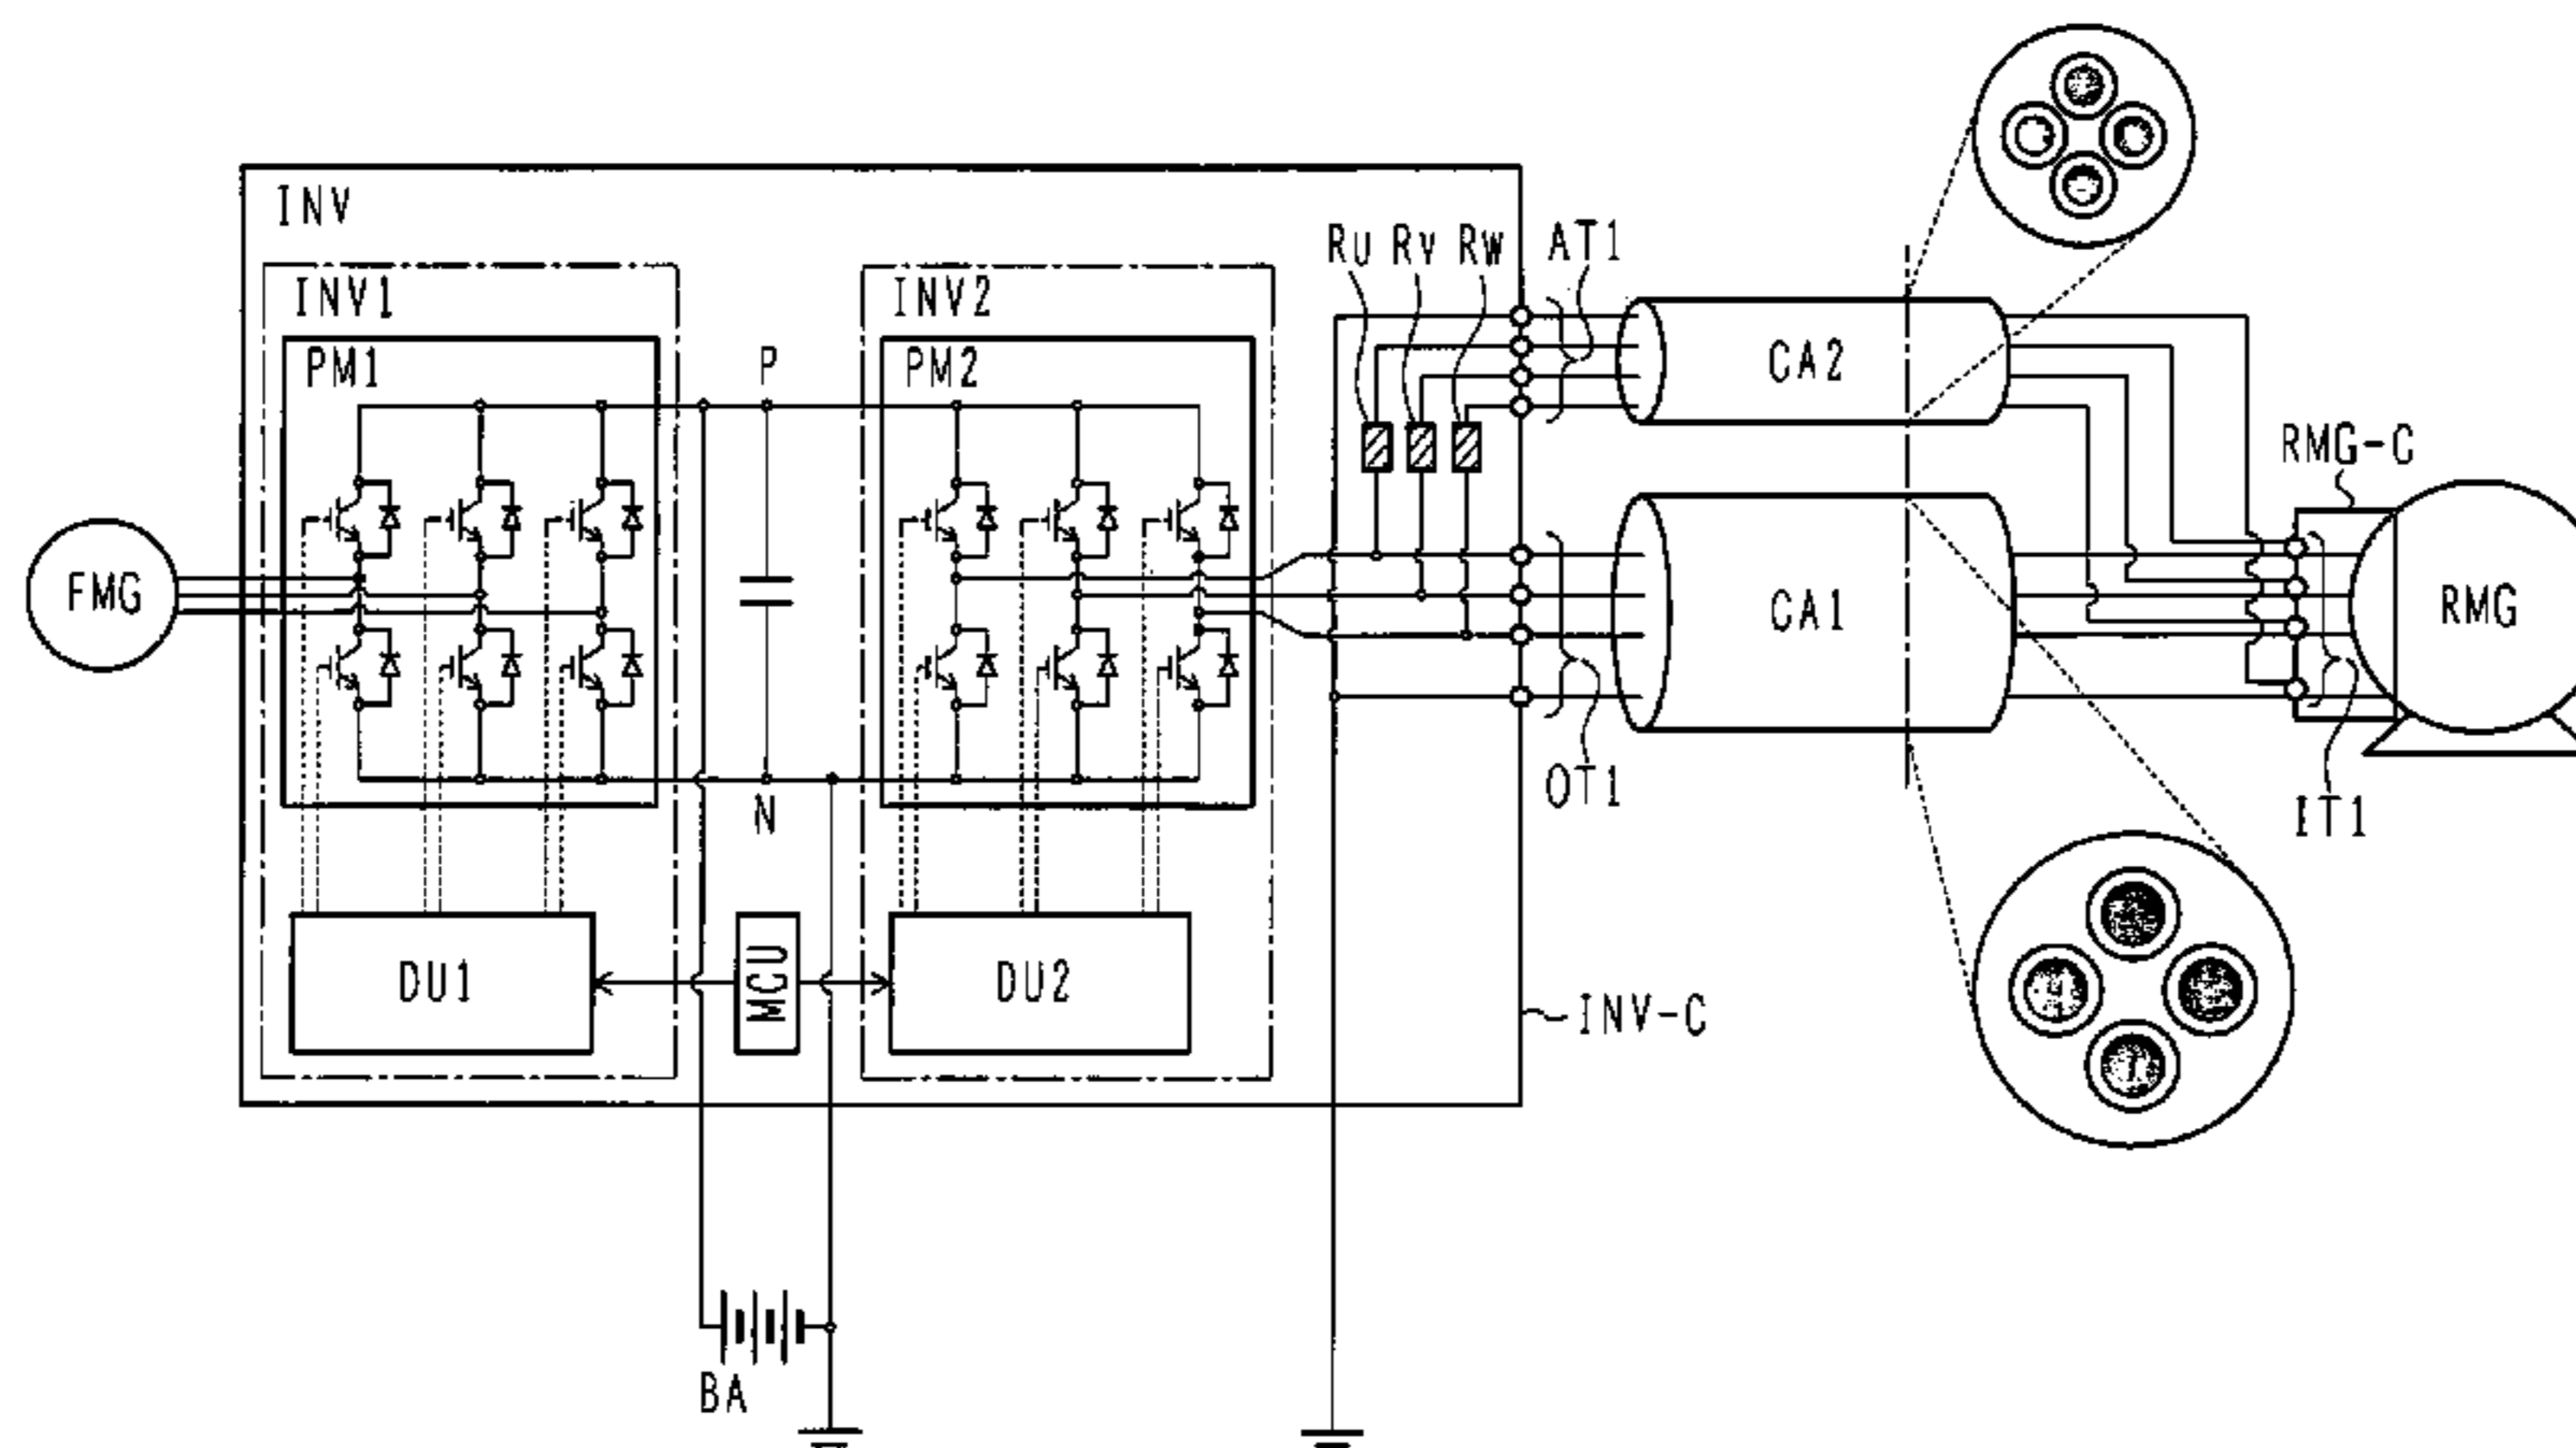 INV
Ru Rv Rw AT1
INV1
INV2
PM1
P
PM2
CA2
RMG-C
FMG
CA1
RMG
N
OT1
IT1
DU1
MCU
DU2
INV-C
BA